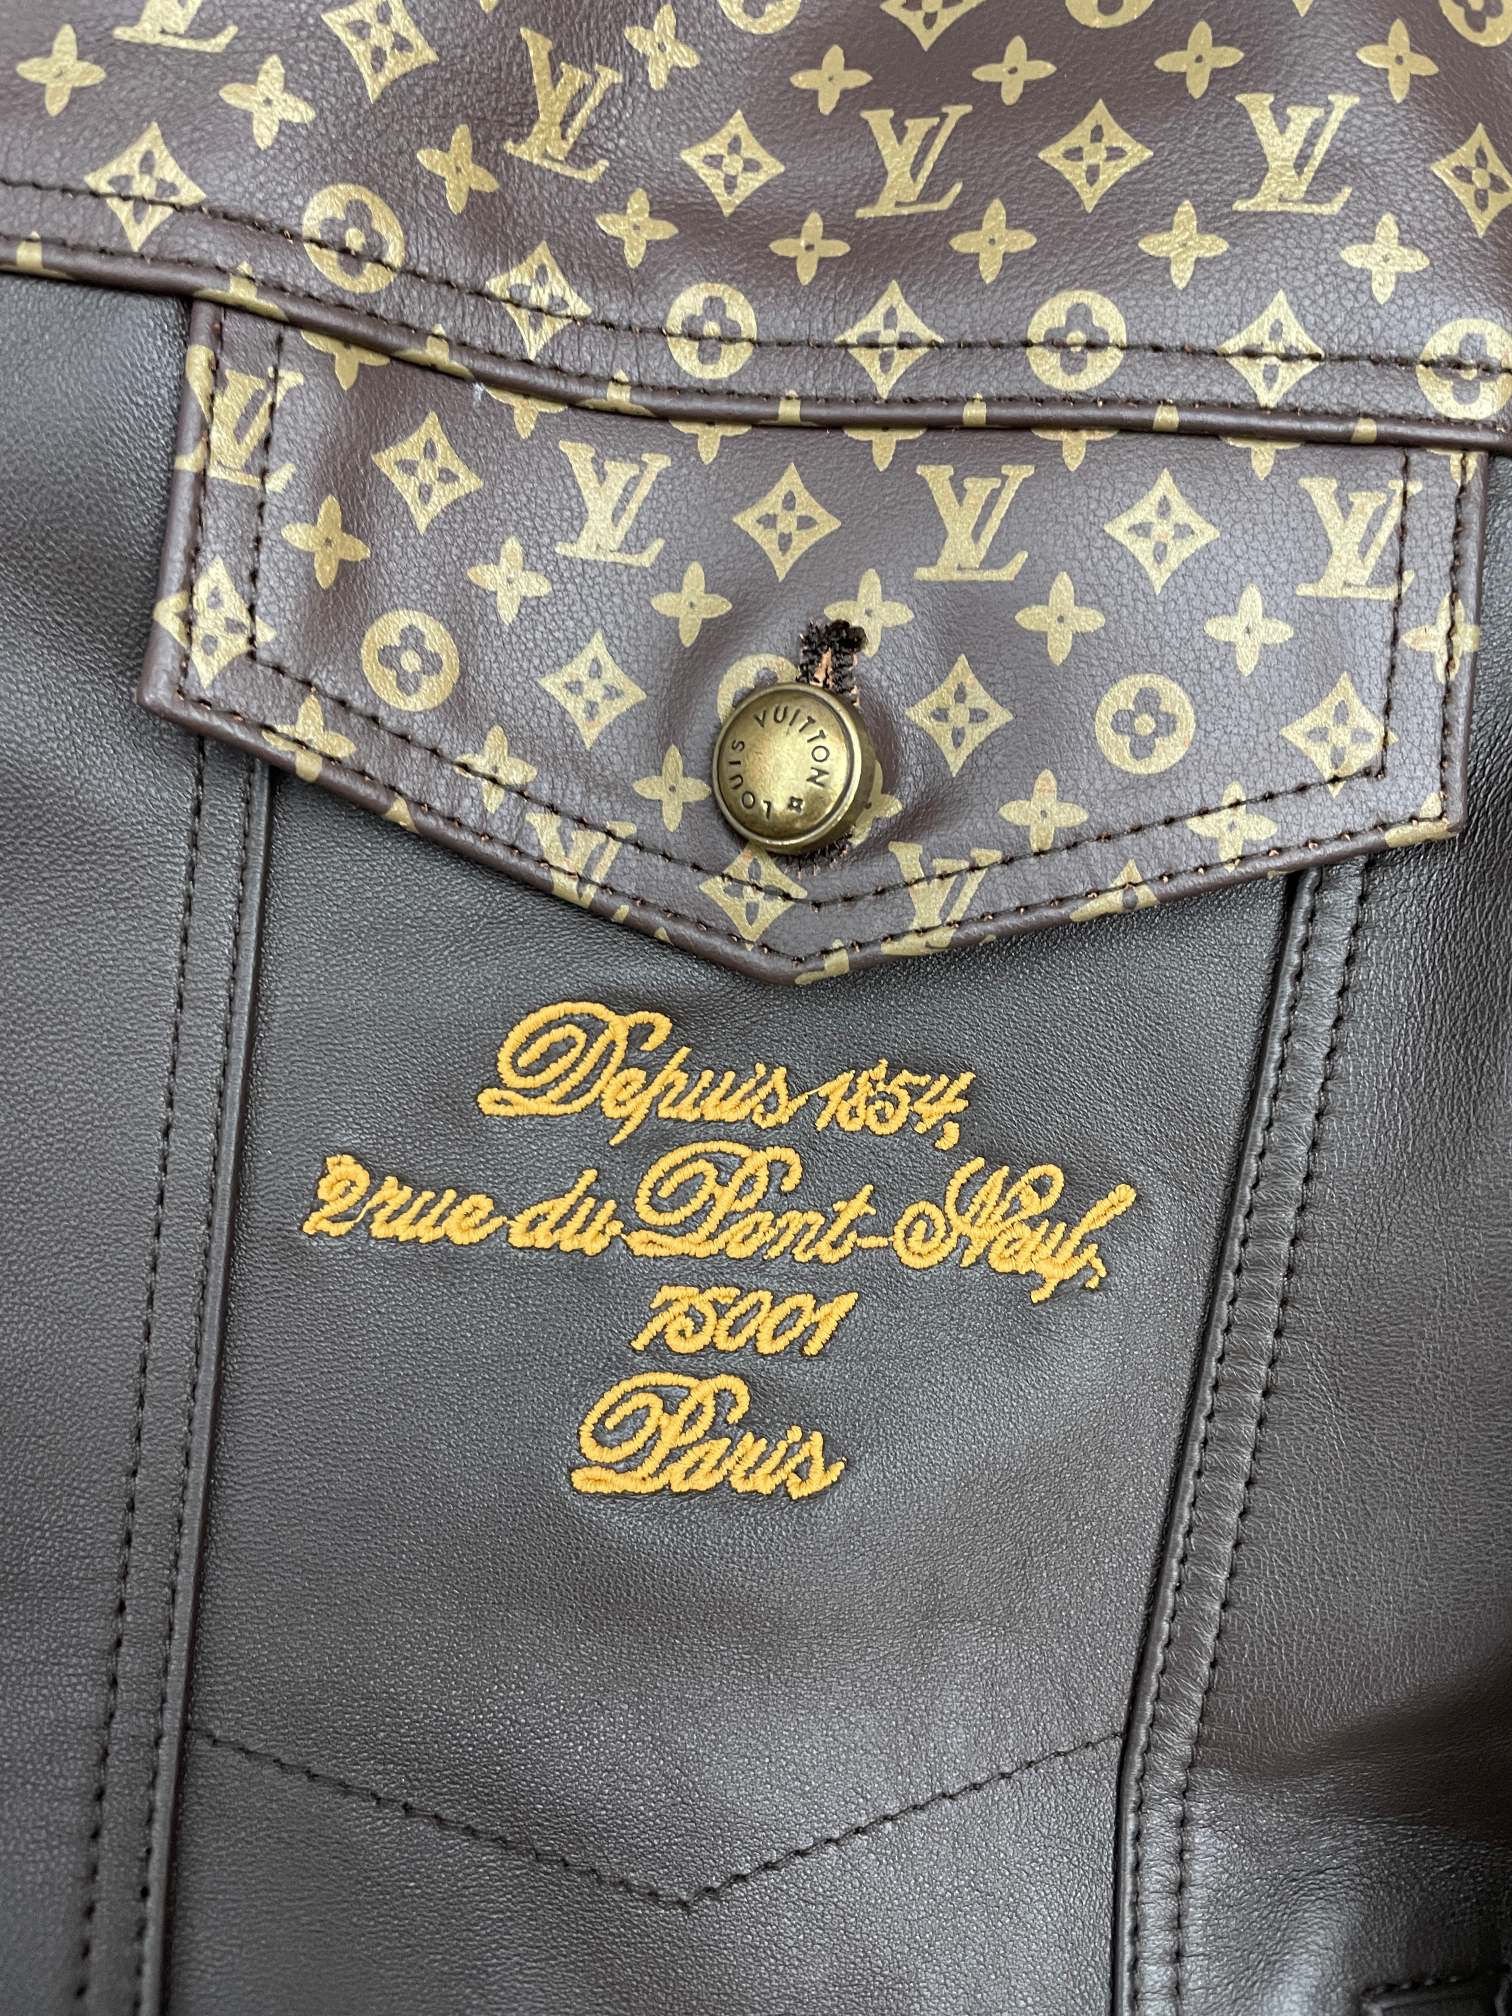 LOUIS VUITTON
Depuis 1854,
2 rue du Pont-Neuf,
75001
Paris